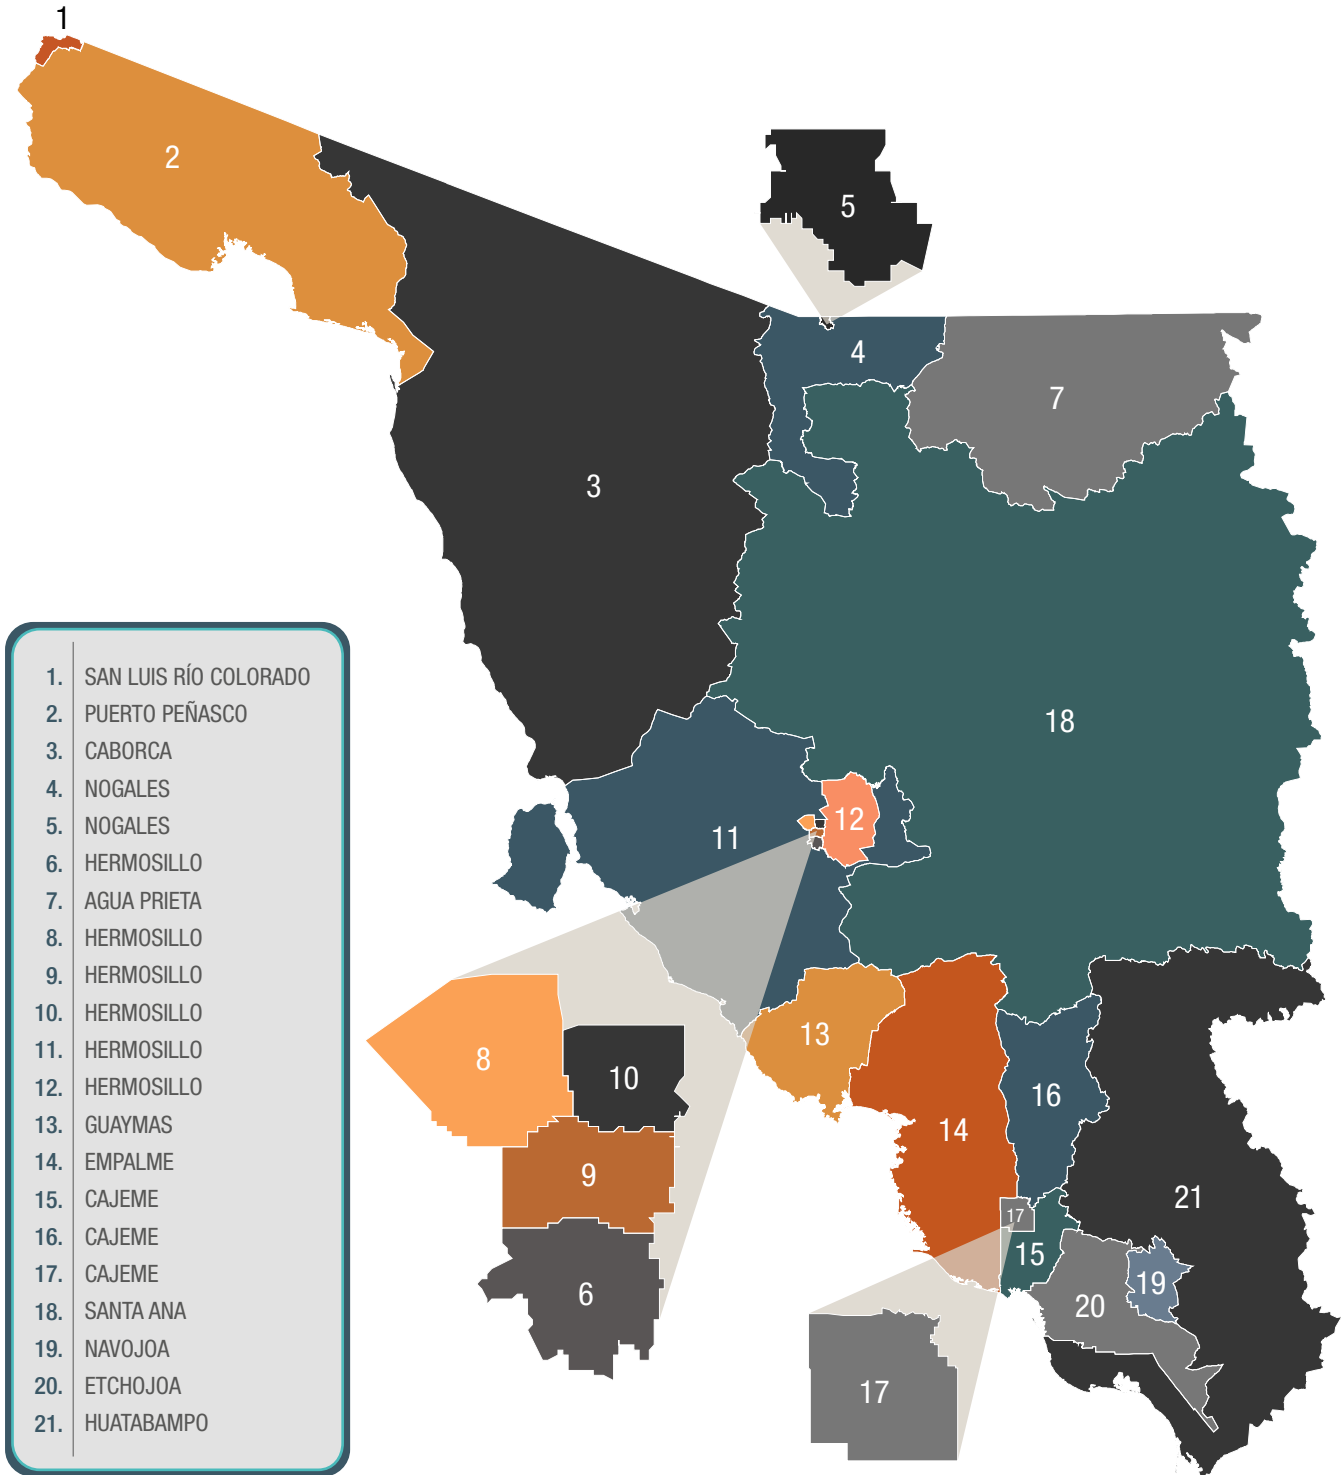 1
2
5
4
7
3
18
12
11
13
8
10
16
14
9
21
17
15
19
6
20
17
1. SAN LUIS RÍO COLORADO
2. PUERTO PEÑASCO
3. CABORCA
4. NOGALES
5. NOGALES
6. HERMOSILLO
7. AGUA PRIETA
8. HERMOSILLO
9. HERMOSILLO
10. HERMOSILLO
11. HERMOSILLO
12. HERMOSILLO
13. GUAYMAS
14. EMPALME
15. CAJEME
16. CAJEME
17. CAJEME
18. SANTA ANA
19. NAVOJOA
20. ETCHOJOA
21. HUATABAMPO